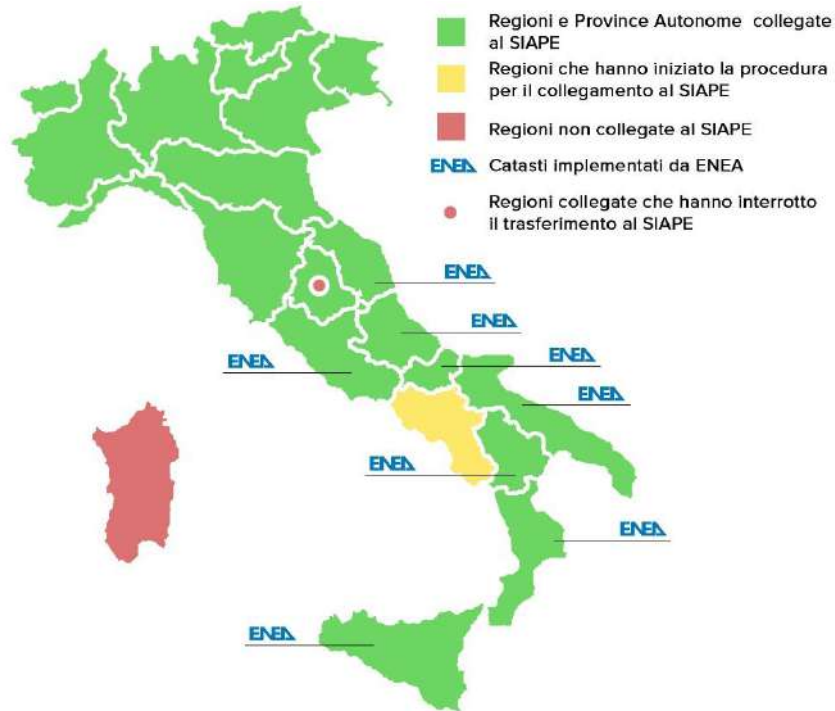 Regioni e Province Autonome collegate
al SIAPE
Regioni che hanno iniziato la procedura
per il collegamento al SIAPE
Regioni non collegate al SIAPE
ENEA Catasti implementati da ENEA
Regioni collegate che hanno interrotto
il trasferimento al SIAPE
ENEA
ENEA
ENEA
ENEA
ENEA
ENEA
ENEA
ENEA